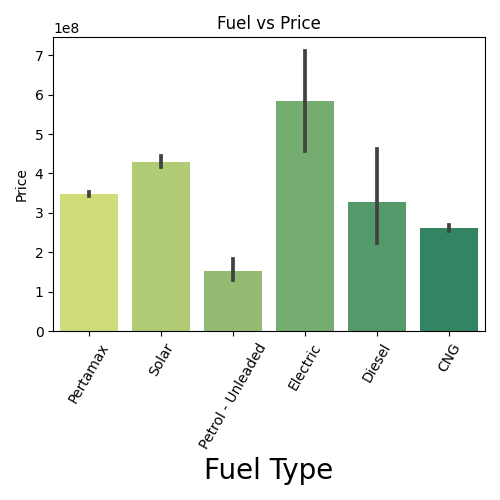 Fuel vs Price
1e8
7
6
5
4
3
2
1
0
Price
Pertamax
Solar
Petrol - Unleaded
Electric
Diesel
CNG
Fuel Type